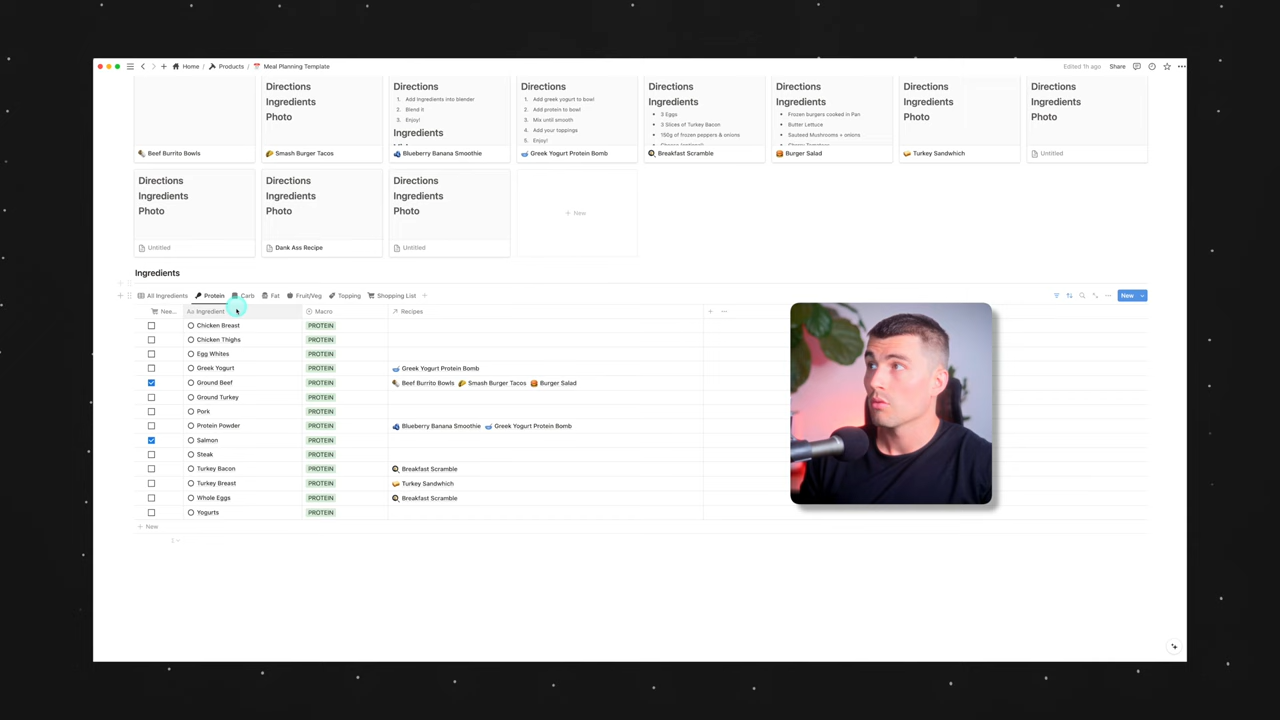 Home / Products / Meal Planning Template
Edited 1h ago Share
Directions Directions Directions Directions Directions Directions Directions
Ingredients 1. Add ingredients into blender 1. Add greek yogurt to bowl Ingredients Ingredients Ingredients Ingredients
Photo 2. Blend it 2. Add protein to bowl • 3 Eggs • Frozen burgers cooked in Pan Photo Photo
3. Enjoy! 3. Mix until smooth • 3 Slices of Turkey Bacon • Butter Lettuce
Ingredients 4. Add your toppings • 150g of frozen peppers & onions • Sauteed Mushrooms + onions
5. Enjoy!
Beef Burrito Bowls Smash Burger Tacos Blueberry Banana Smoothie Greek Yogurt Protein Bomb Breakfast Scramble Burger Salad Turkey Sandwich Untitled
Directions Directions Directions
Ingredients Ingredients Ingredients
Photo Photo Photo
+ New
Untitled Dank Ass Recipe Untitled
Ingredients
All Ingredients Protein Carb Fat Fruit/Veg Topping Shopping List New
Nee... Aa Ingredient Macro Recipes
Chicken Breast PROTEIN
Chicken Thighs PROTEIN
Egg Whites PROTEIN
Greek Yogurt PROTEIN Greek Yogurt Protein Bomb
Ground Beef PROTEIN Beef Burrito Bowls Smash Burger Tacos Burger Salad
Ground Turkey PROTEIN
Pork PROTEIN
Protein Powder PROTEIN Blueberry Banana Smoothie Greek Yogurt Protein Bomb
Salmon PROTEIN
Steak PROTEIN
Turkey Bacon PROTEIN Breakfast Scramble
Turkey Breast PROTEIN Turkey Sandwich
Whole Eggs PROTEIN Breakfast Scramble
Yogurts PROTEIN
+ New